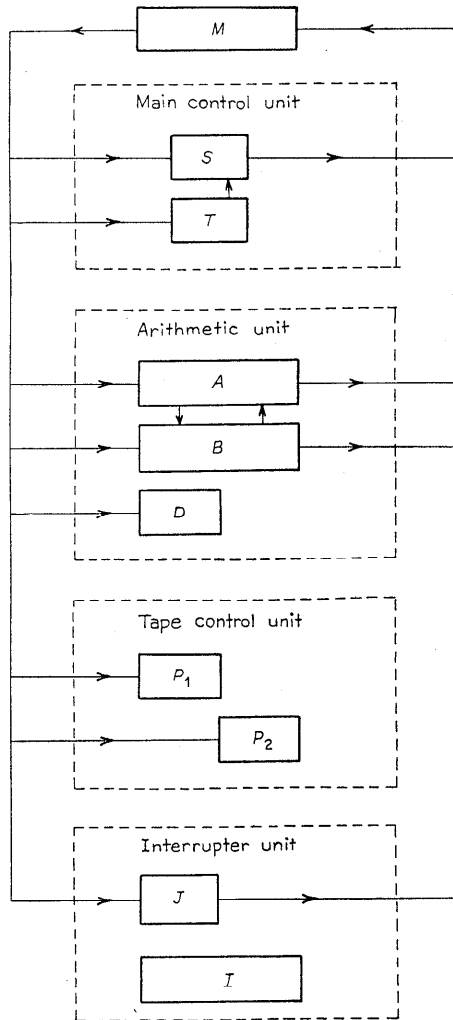 M
Main control unit
S
T
Arithmetic unit
A
B
D
Tape control unit
P₁
P₂
Interrupter unit
J
I